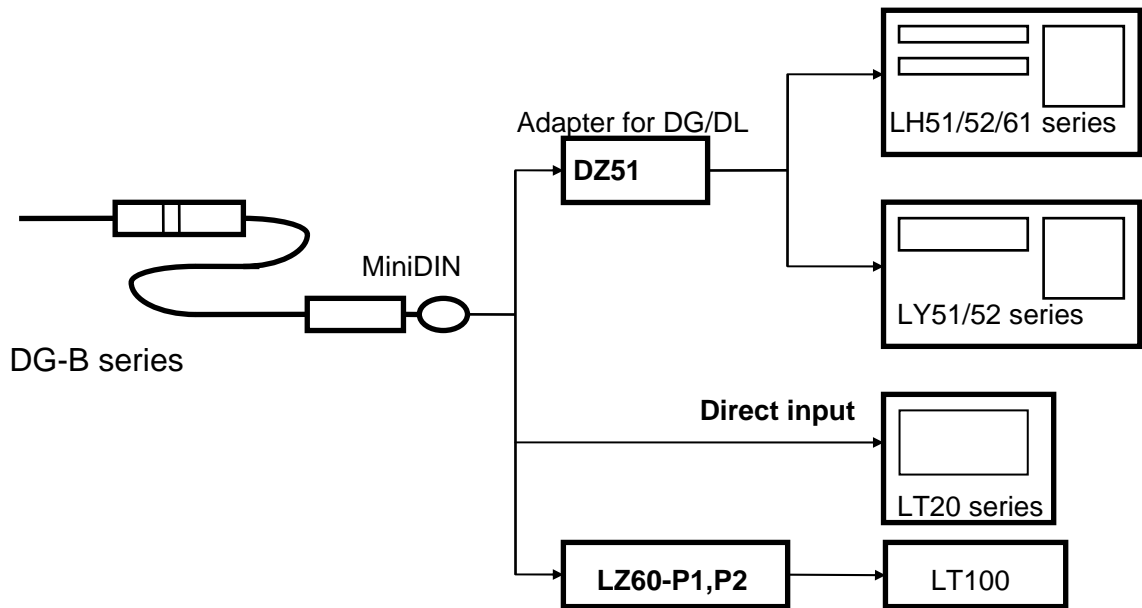 Adapter for DG/DL
DZ51
LH51/52/61 series
MiniDIN
LY51/52 series
DG-B series
Direct input
LT20 series
LZ60-P1,P2
LT100